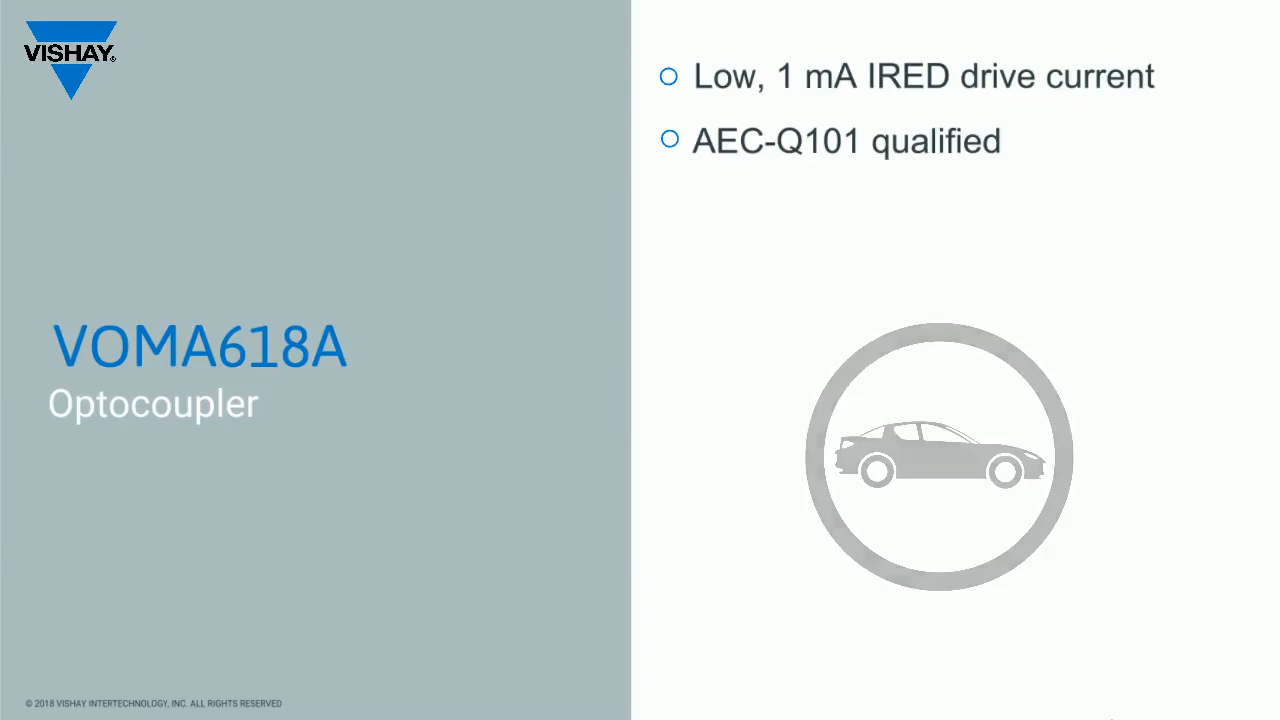 VISHAY®
Low, 1 mA IRED drive current
AEC-Q101 qualified
VOMA618A
Optocoupler
© 2018 VISHAY INTERTECHNOLOGY, INC. ALL RIGHTS RESERVED